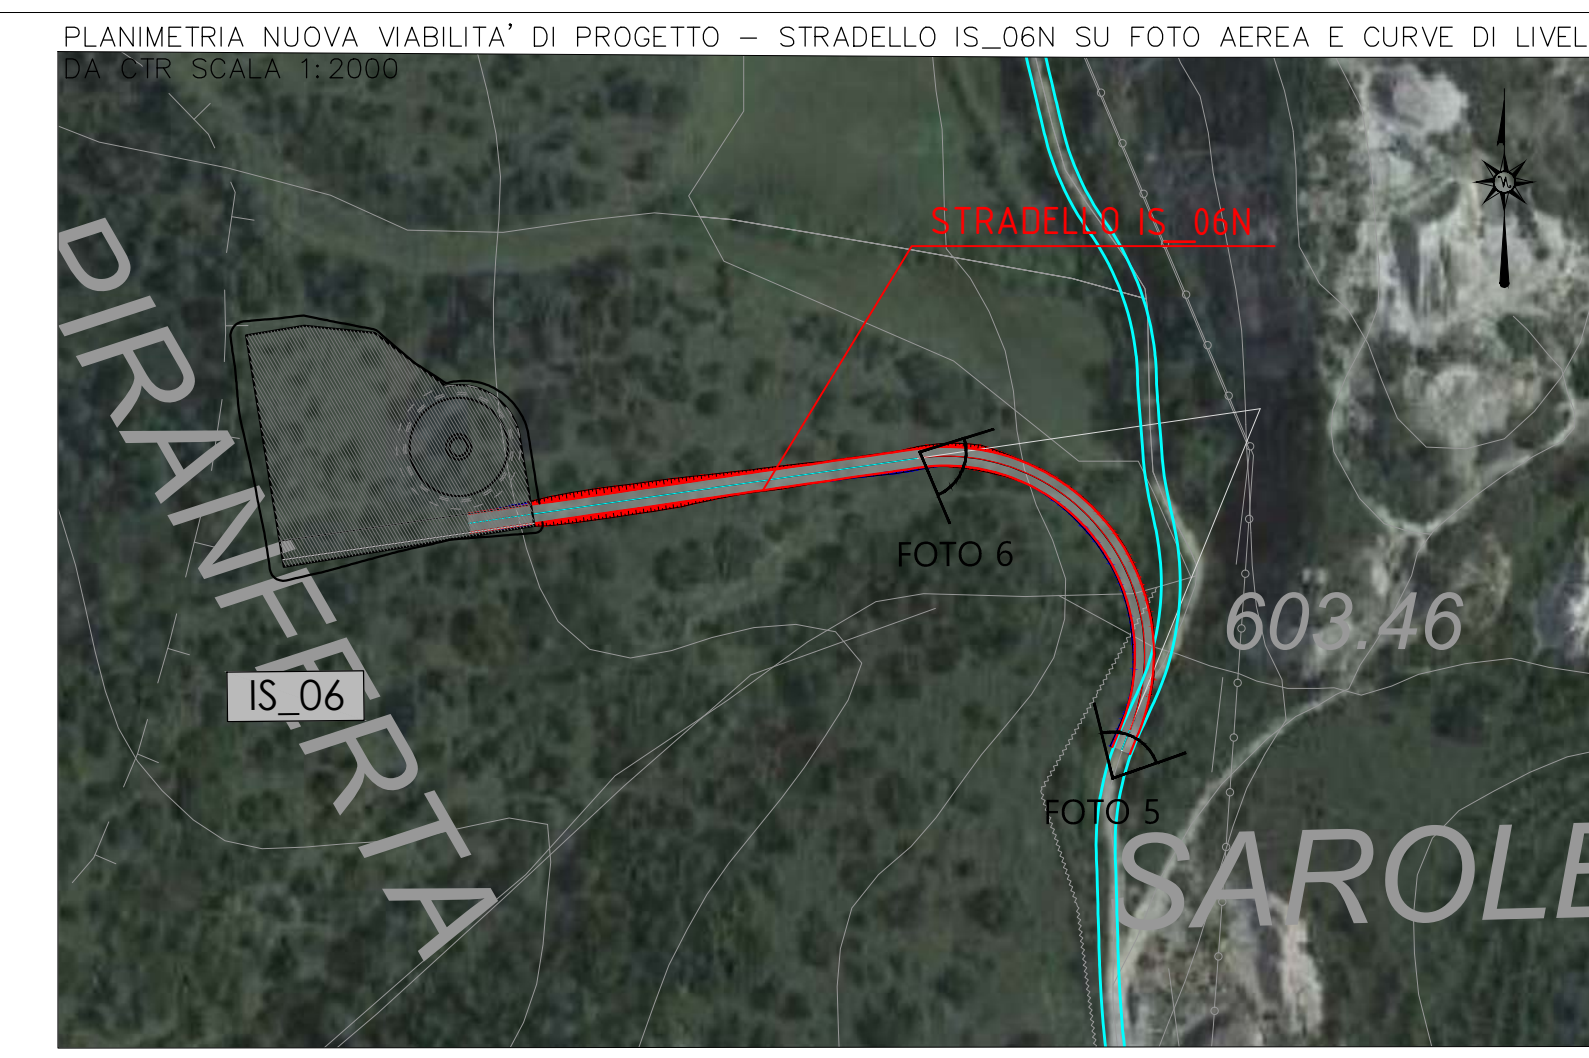 PLANIMETRIA NUOVA VIABILITA' DI PROGETTO – STRADELLO IS_06N SU FOTO AEREA E CURVE DI LIVEL
DA CTR SCALA 1:2000
STRADELLO IS_06N
PIRANFERTA
FOTO 6
603.46
IS_06
FOTO 5
SAROLE